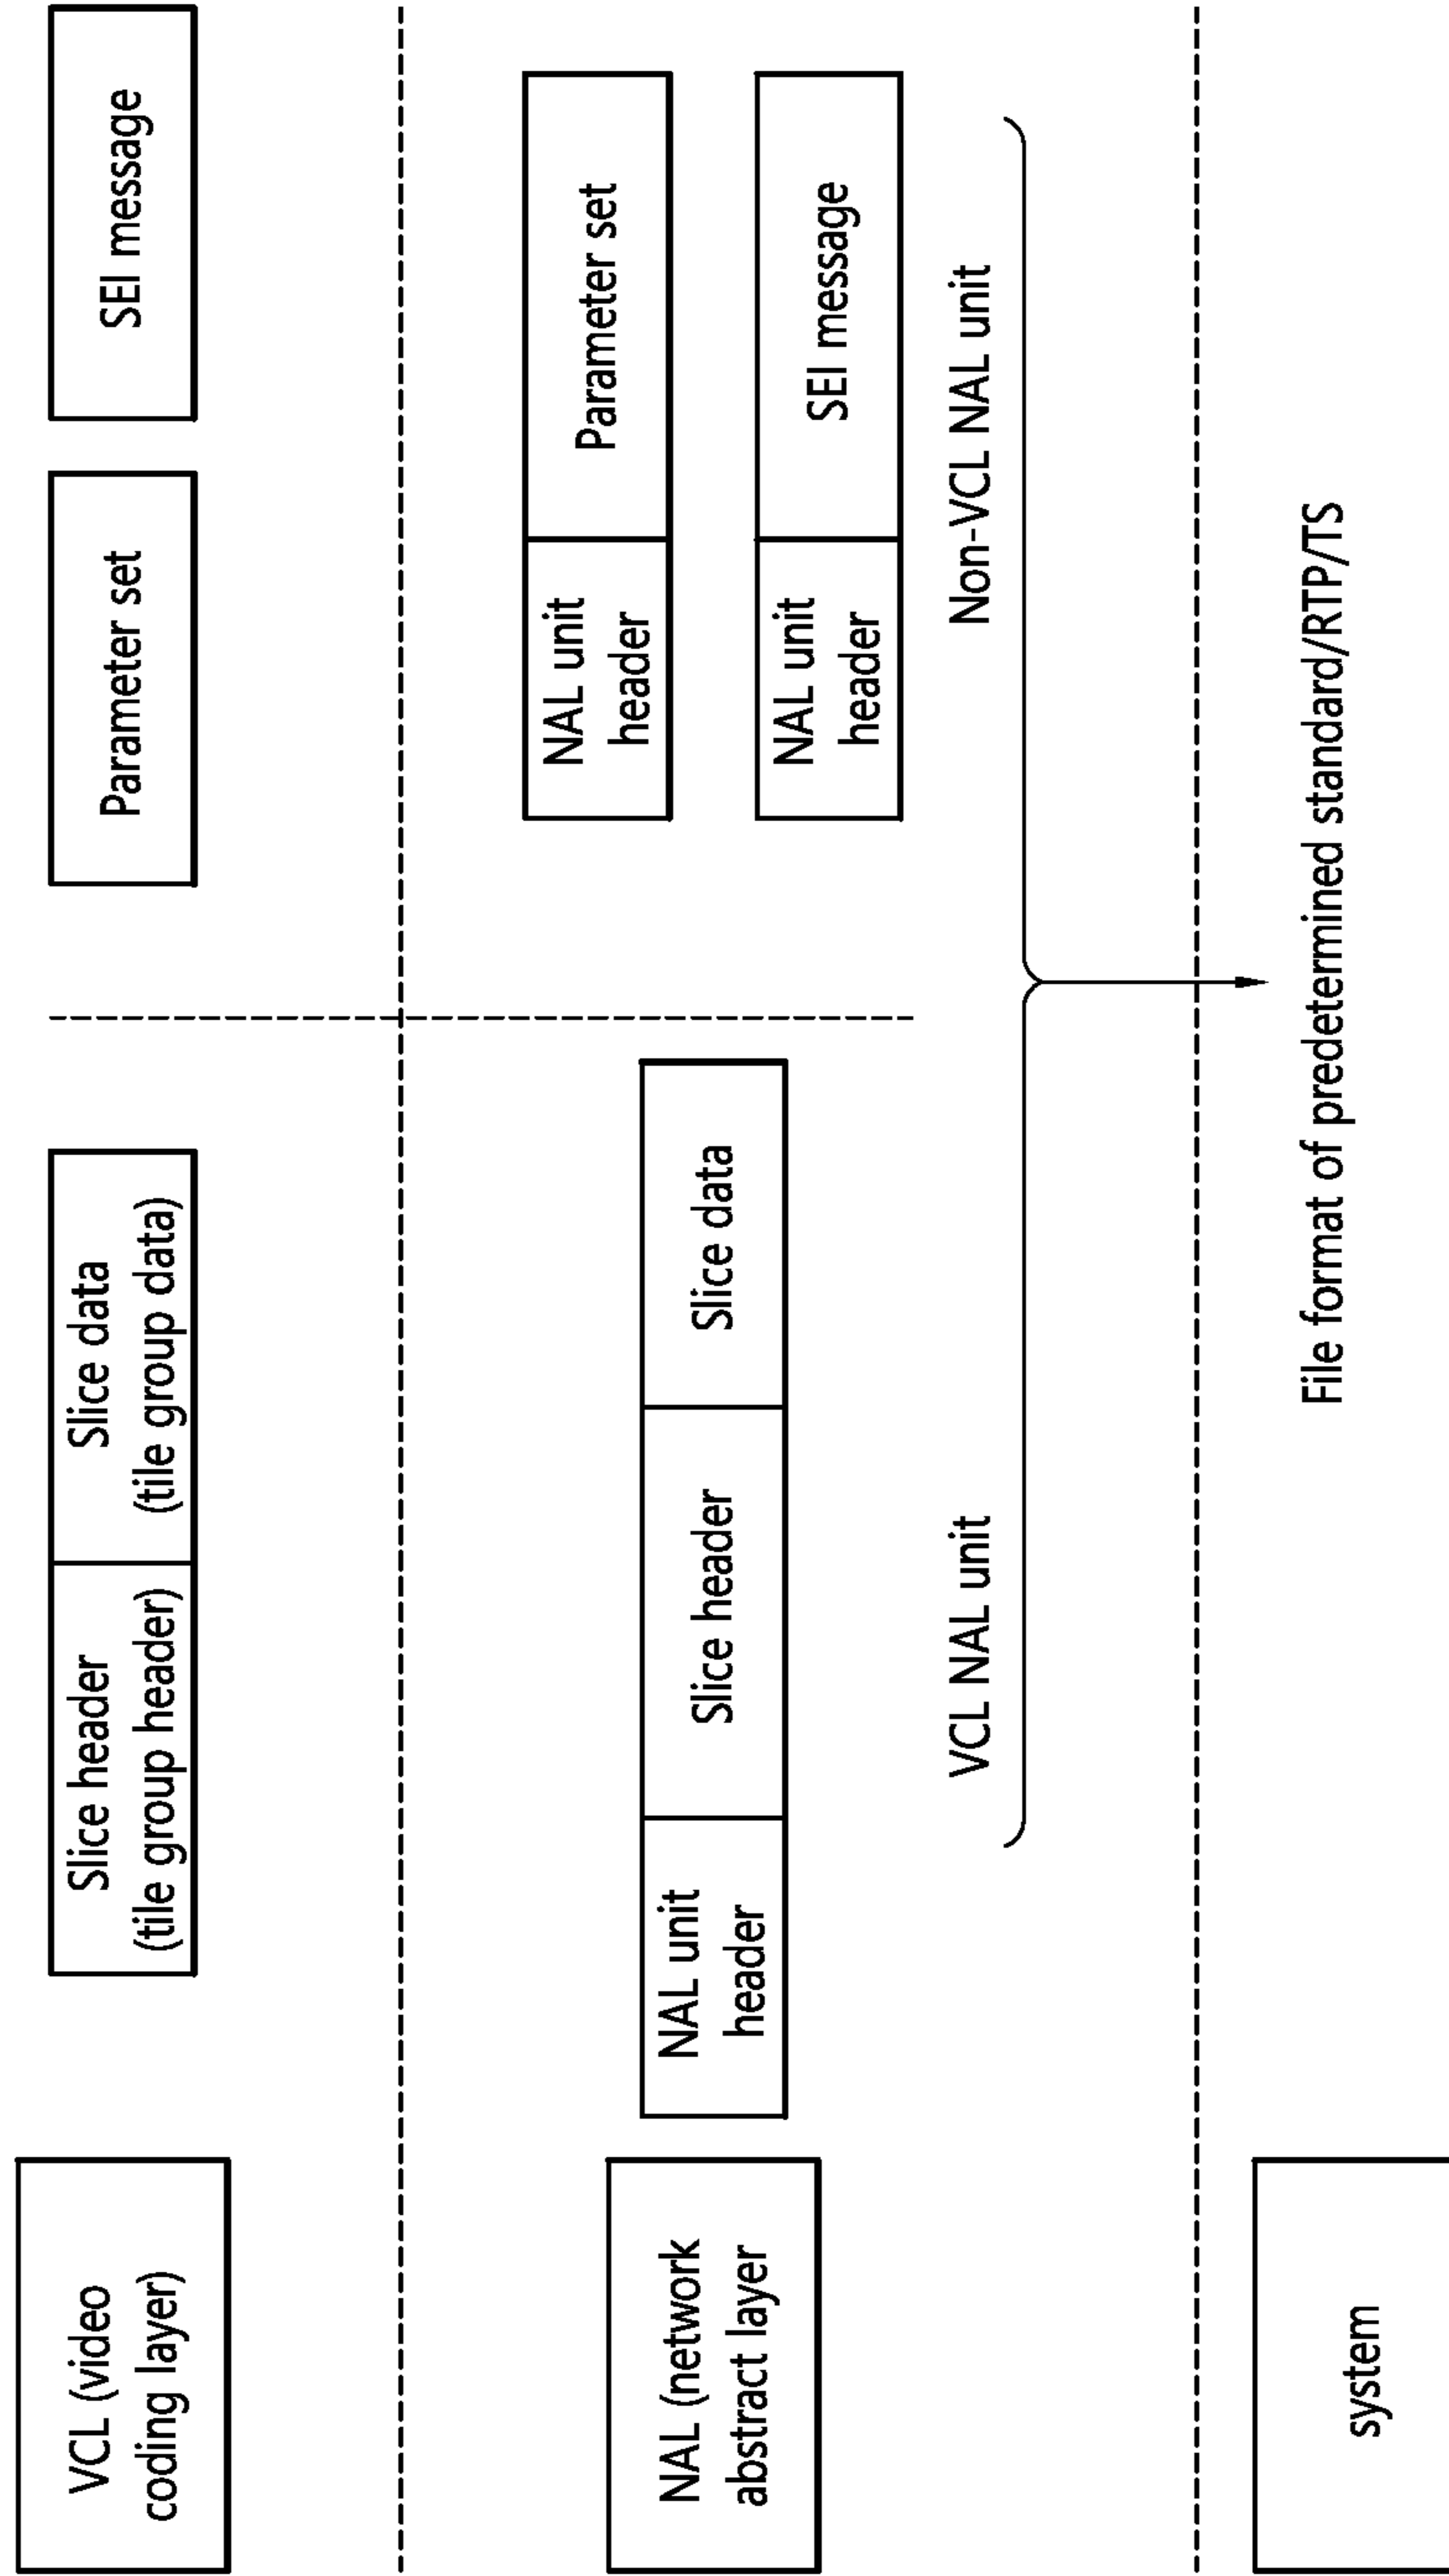 VCL (video
coding layer)
Slice header
(tile group header)
Slice data
(tile group data)
Parameter set
SEI message
NAL (network
abstract layer
NAL unit
header
Slice header
Slice data
NAL unit
header
Parameter set
NAL unit
header
SEI message
VCL NAL unit
Non-VCL NAL unit
system
File format of predetermined standard/RTP/TS